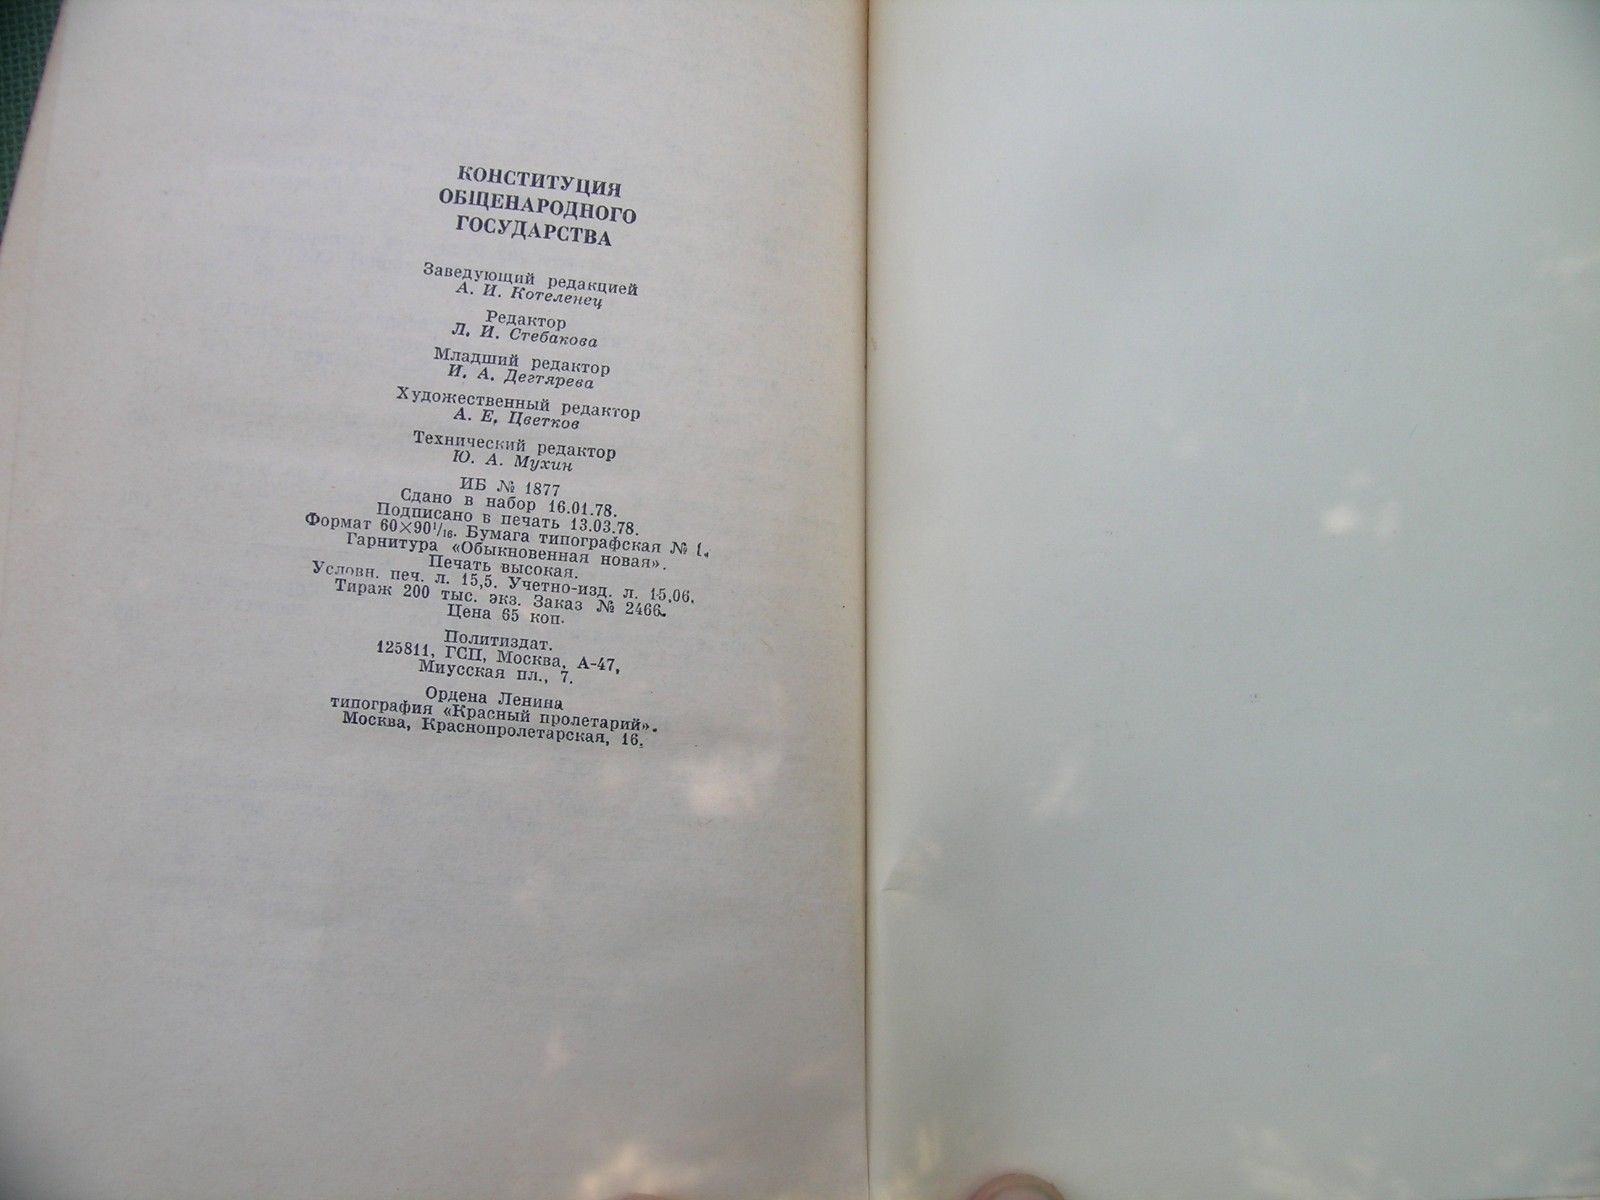 КОНСТИТУЦИЯ
ОБЩЕНАРОДНОГО
ГОСУДАРСТВА
Заведующий редакцией
А. И. Котеленец
Редактор
Л. И. Стебакова
Младший редактор
И. А. Дегтярева
Художественный редактор
А. Е. Цветков
Технический редактор
Ю. А. Мухин
ИБ № 1877
Сдано в набор 16.01.78.
Подписано в печать 13.03.78.
Формат 60×90¹/₁₆. Бумага типографская № 1.
Гарнитура «Обыкновенная новая».
Печать высокая.
Условн. печ. л. 15,5. Учетно-изд. л. 15,06.
Тираж 200 тыс. экз. Заказ № 2466.
Цена 65 коп.
Политиздат.
125811, ГСП, Москва, А-47,
Миусская пл., 7.
Ордена Ленина
типография «Красный пролетарий».
Москва, Краснопролетарская, 16.